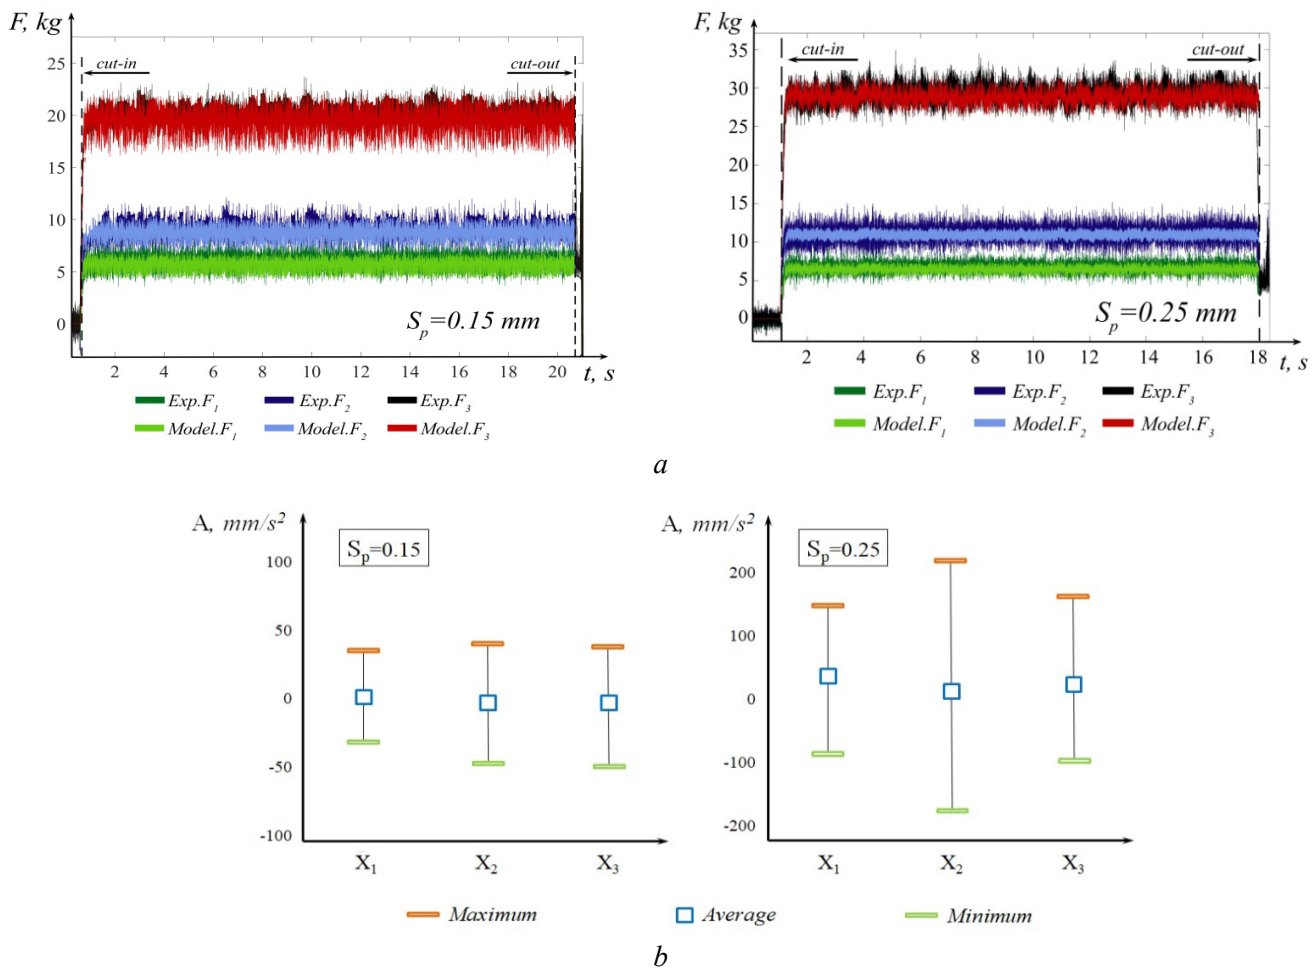 F, kg
cut-in
cut-out
25
20
15
10
5
0
S_p=0.15 mm
2 4 6 8 10 12 14 16 18 20 t, s
Exp.F_1 Exp.F_2 Exp.F_3
Model.F_1 Model.F_2 Model.F_3
F, kg
cut-in
cut-out
35
30
25
20
15
10
5
0
S_p=0.25 mm
2 4 6 8 10 12 14 16 18 t, s
Exp.F_1 Exp.F_2 Exp.F_3
Model.F_1 Model.F_2 Model.F_3
a
A, mm/s²
S_p=0.15
100
50
0
-50
-100
X_1 X_2 X_3
A, mm/s²
S_p=0.25
200
100
0
-100
-200
X_1 X_2 X_3
Maximum Average Minimum
b